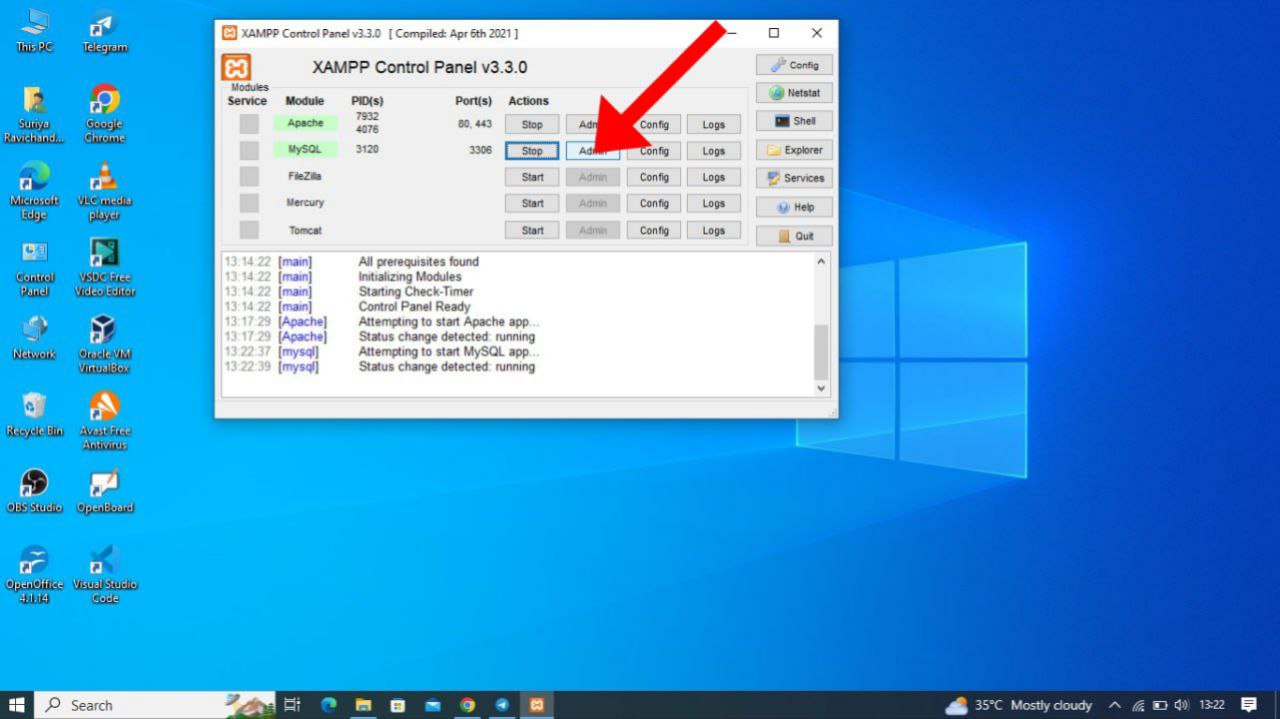 This PC
Telegram
Suriya
Ravichand...
Google
Chrome
Microsoft
Edge
VLC media
player
Control
Panel
VSDC Free
Video Editor
Network
Oracle VM
VirtualBox
Recycle Bin
Avast Free
Antivirus
OBS Studio
OpenBoard
OpenOffice
4.1.14
Visual Studio
Code
XAMPP Control Panel v3.3.0 [ Compiled: Apr 6th 2021 ]
XAMPP Control Panel v3.3.0
Modules
Service Module PID(s) Port(s) Actions
Apache 7932 4076 80, 443 Stop Admin Config Logs
MySQL 3120 3306 Stop Admin Config Logs
FileZilla Start Admin Config Logs
Mercury Start Admin Config Logs
Tomcat Start Admin Config Logs
Config
Netstat
Shell
Explorer
Services
Help
Quit
13:14:22 [main] All prerequisites found
13:14:22 [main] Initializing Modules
13:14:22 [main] Starting Check-Timer
13:14:22 [main] Control Panel Ready
13:17:29 [Apache] Attempting to start Apache app...
13:17:29 [Apache] Status change detected: running
13:22:37 [mysql] Attempting to start MySQL app...
13:22:39 [mysql] Status change detected: running
Search
35°C Mostly cloudy
13:22